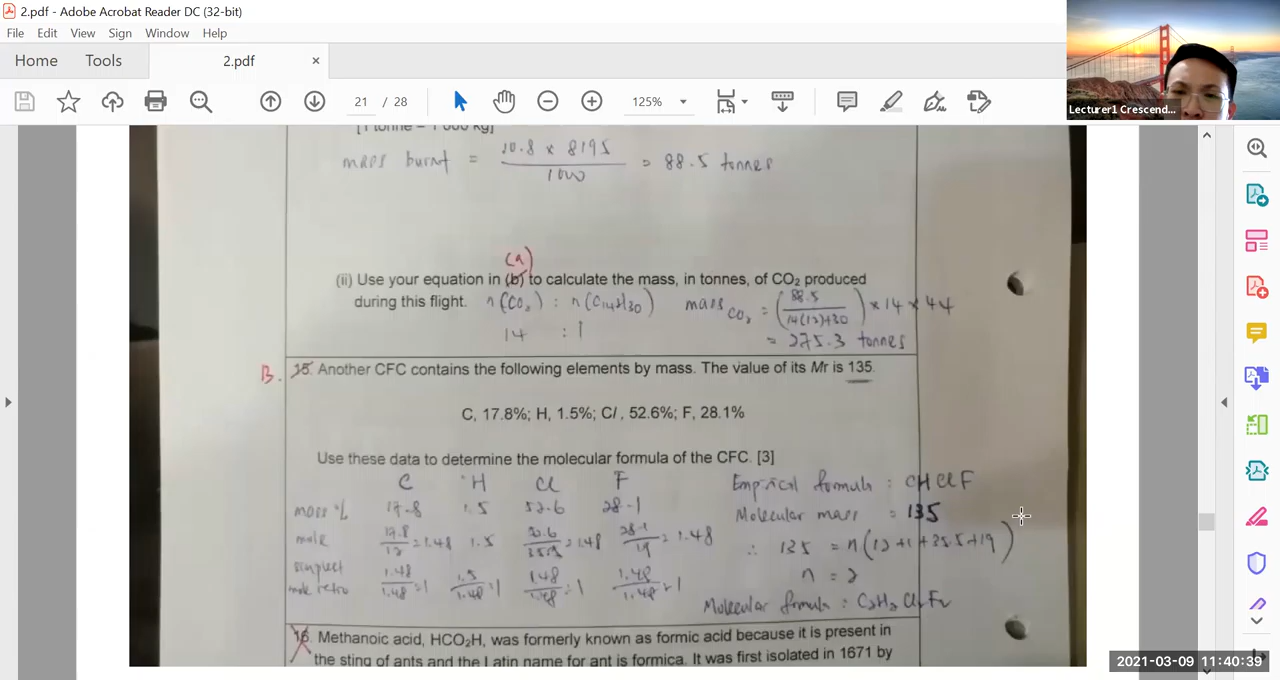 2.pdf - Adobe Acrobat Reader DC (32-bit)
File Edit View Sign Window Help
Home Tools 2.pdf ×
21 / 28 125%
Lecturer1 Crescend...
[1 tonne = 1 000 kg]
mass burnt = 10.8 × 8195 / 1000 = 88.5 tonnes
(a)
(ii) Use your equation in (b) to calculate the mass, in tonnes, of CO2 produced
during this flight. n(CO2) : n(C14H30) mass CO2 = (88.5 / 14(12)+30) × 14 × 44
14 : 1
= 275.3 tonnes
B. 15. Another CFC contains the following elements by mass. The value of its Mr is 135.
C, 17.8%; H, 1.5%; Cl, 52.6%; F, 28.1%
Use these data to determine the molecular formula of the CFC. [3]
C H Cl F Empirical formula : CHClF
mass % 17.8 1.5 52.6 28.1 Molecular mass = 135
mole 17.8/12 = 1.48 1.5 52.6/35.5 = 1.48 28.1/19 = 1.48 ∴ 135 = n(12+1+35.5+19)
simplest mole ratio 1.48/1.48 = 1 1.5/1.48 = 1 1.48/1.48 = 1 1.48/1.48 = 1 n = 2
Molecular formula : C2H2Cl2F2
16. Methanoic acid, HCO2H, was formerly known as formic acid because it is present in
the sting of ants and the Latin name for ant is formica. It was first isolated in 1671 by
2021-03-09 11:40:39